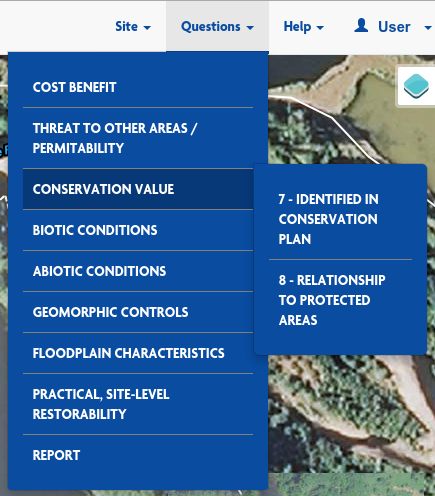 Site Questions Help User
COST BENEFIT
THREAT TO OTHER AREAS /
PERMITABILITY
CONSERVATION VALUE
BIOTIC CONDITIONS
ABIOTIC CONDITIONS
GEOMORPHIC CONTROLS
FLOODPLAIN CHARACTERISTICS
PRACTICAL, SITE-LEVEL
RESTORABILITY
REPORT
7 - IDENTIFIED IN
CONSERVATION
PLAN
8 - RELATIONSHIP
TO PROTECTED
AREAS